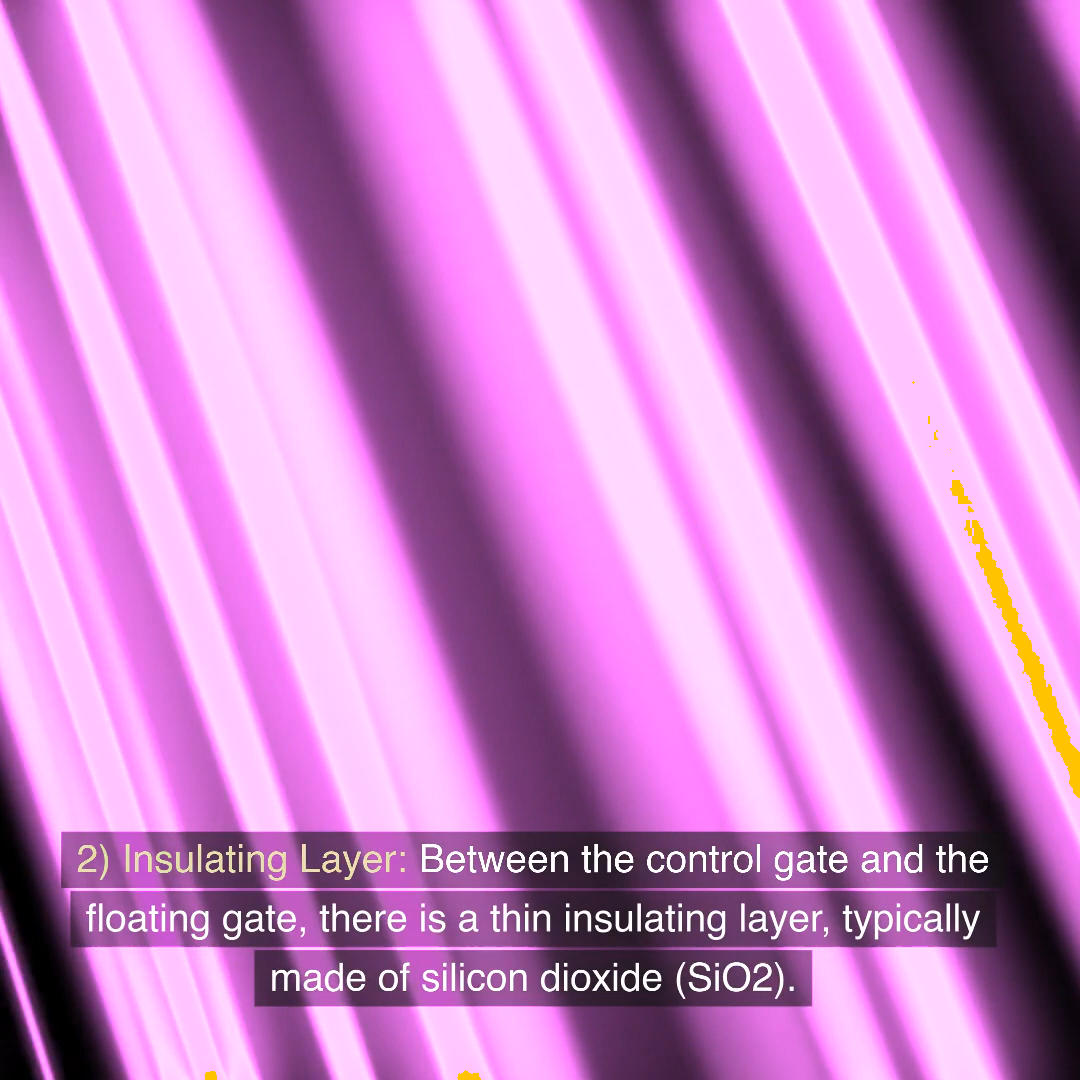 2) Insulating Layer: Between the control gate and the
floating gate, there is a thin insulating layer, typically
made of silicon dioxide (SiO2).